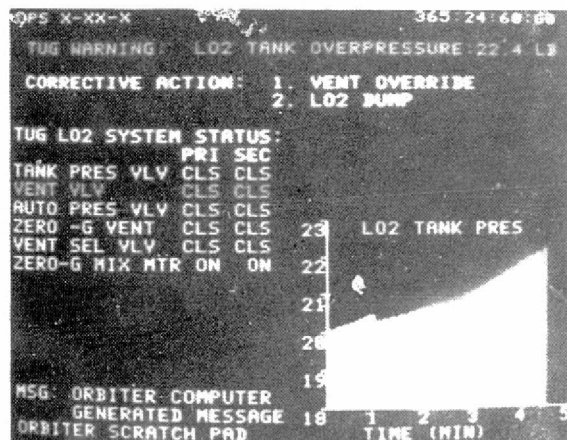 OPS X-XX-X 365:24:60:60
TUG WARNING: LO2 TANK OVERPRESSURE:22.4 LB
CORRECTIVE ACTION: 1. VENT OVERRIDE
2. LO2 DUMP
TUG LO2 SYSTEM STATUS:
PRI SEC
TANK PRES VLV CLS CLS
VENT VLV CLS CLS
AUTO PRES VLV CLS CLS
ZERO -G VENT CLS CLS
VENT SEL VLV CLS CLS
ZERO-G MIX MTR ON ON
LO2 TANK PRES
23
22
21
20
19
18 1 2 3 4 5
TIME (MIN)
MSG: ORBITER COMPUTER
GENERATED MESSAGE
ORBITER SCRATCH PAD